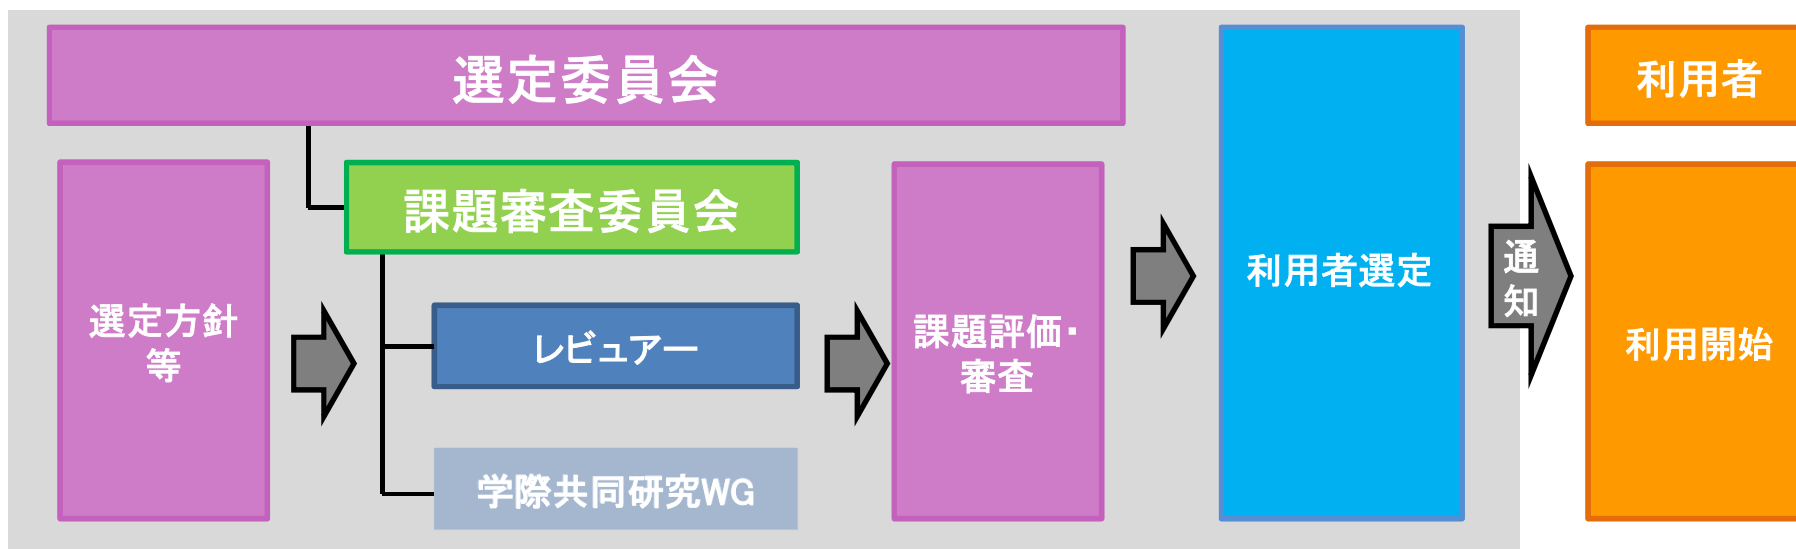 選定委員会
選定方針
等
課題審査委員会
レビュアー
学際共同研究WG
課題評価・
審査
利用者選定
通
知
利用者
利用開始